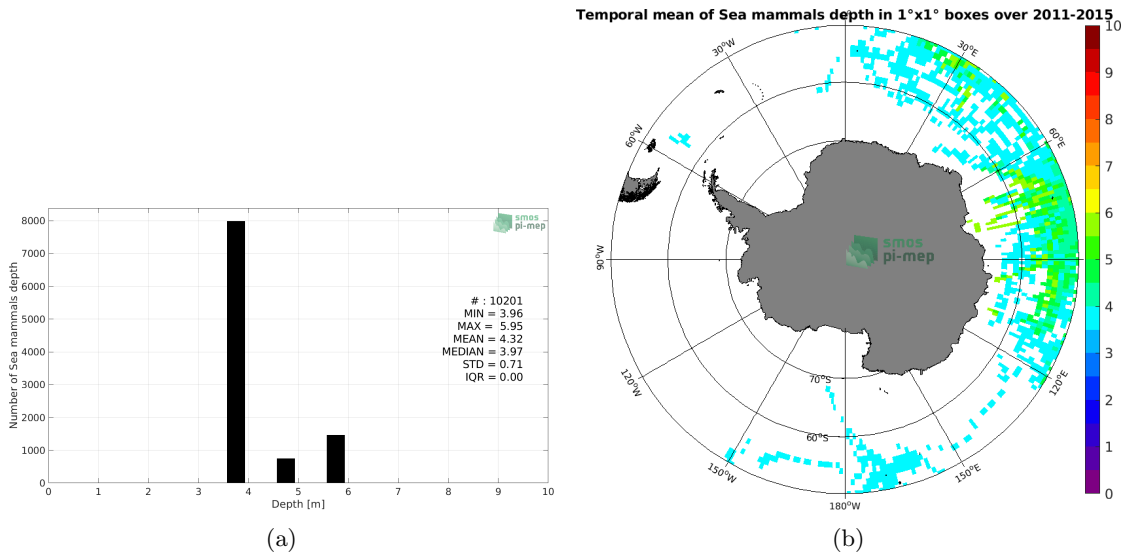 smos
pi-mep
8000
7000
6000
5000
4000
3000
2000
1000
0
Number of Sea mammals depth
# : 10201
MIN = 3.96
MAX = 5.95
MEAN = 4.32
MEDIAN = 3.97
STD = 0.71
IQR = 0.00
0 1 2 3 4 5 6 7 8 9 10
Depth [m]
(a)
Temporal mean of Sea mammals depth in 1°x1° boxes over 2011-2015
0°
30°W
30°E
60°W
60°E
90°W
smos
pi-mep
120°W
120°E
70°S
60°S
150°W
150°E
180°W
10
9
8
7
6
5
4
3
2
1
0
(b)